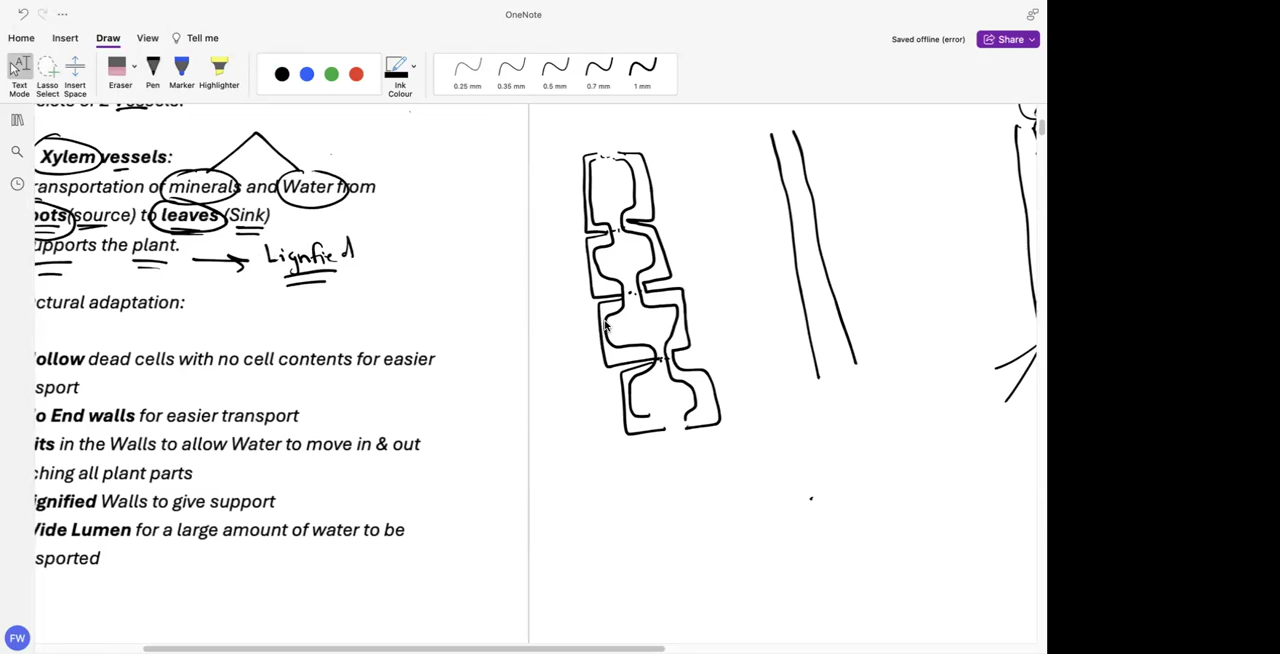 OneNote
Home Insert Draw View Tell me
Saved offline (error) Share
Text Mode
Lasso Select
Insert Space
Eraser
Pen
Marker
Highlighter
Ink Colour
0.25 mm 0.35 mm 0.5 mm 0.7 mm 1 mm
Xylem vessels:
ransportation of minerals and Water from
oots(source) to leaves (Sink)
upports the plant.
Lignfied
ctural adaptation:
ollow dead cells with no cell contents for easier
sport
o End walls for easier transport
its in the Walls to allow Water to move in & out
ching all plant parts
ignified Walls to give support
Vide Lumen for a large amount of water to be
sported
FW